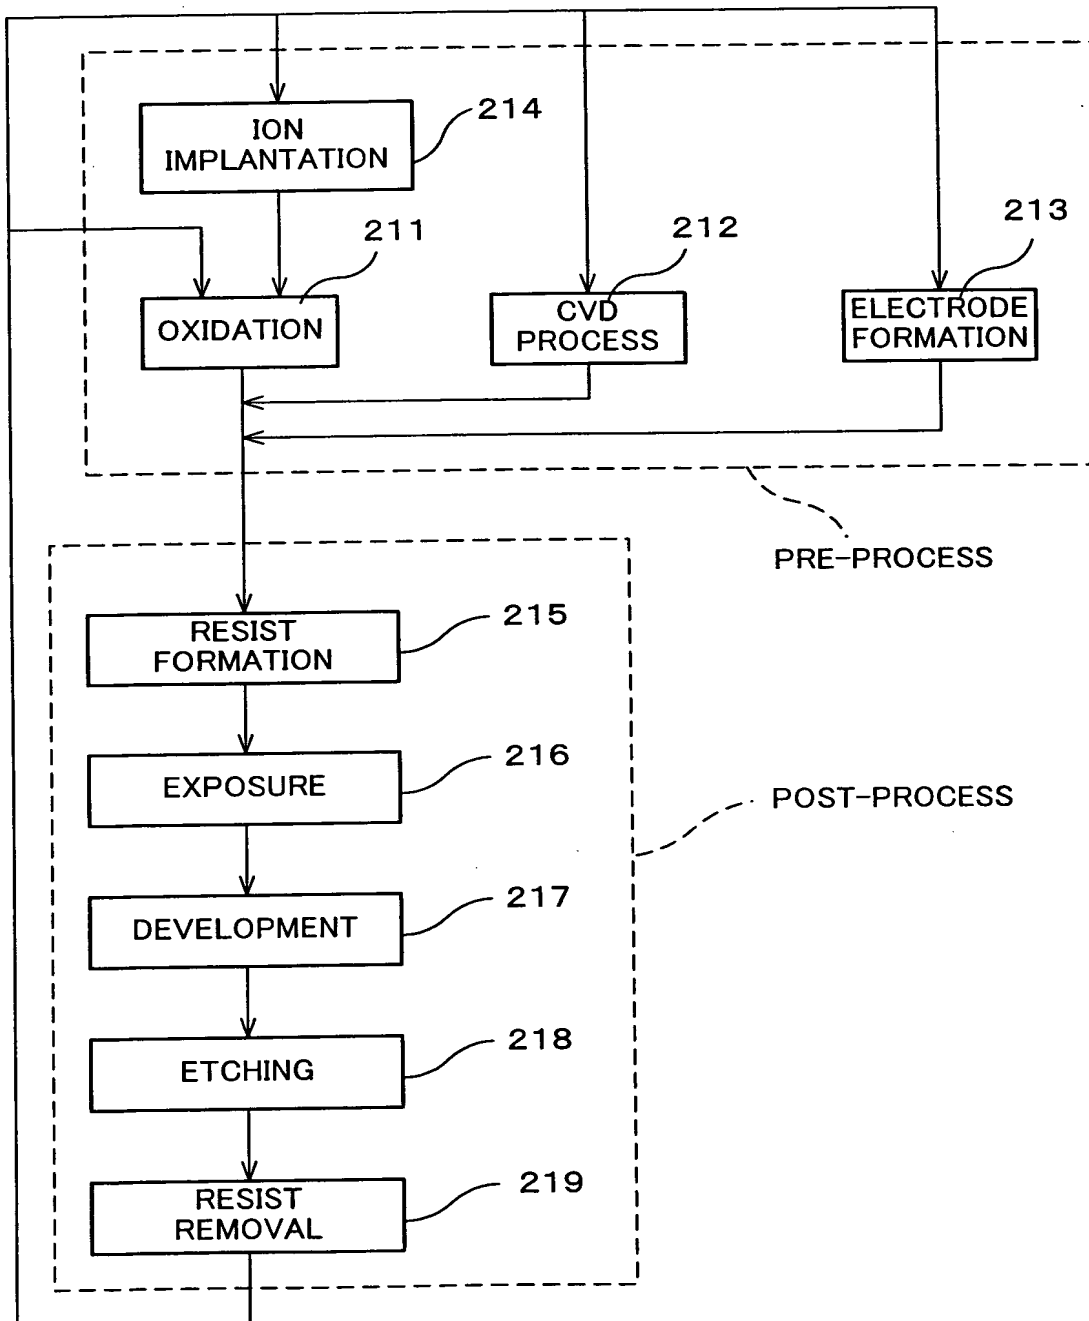 214
ION
IMPLANTATION
211
212
213
OXIDATION
CVD
PROCESS
ELECTRODE
FORMATION
PRE-PROCESS
215
RESIST
FORMATION
216
EXPOSURE
POST-PROCESS
217
DEVELOPMENT
218
ETCHING
219
RESIST
REMOVAL